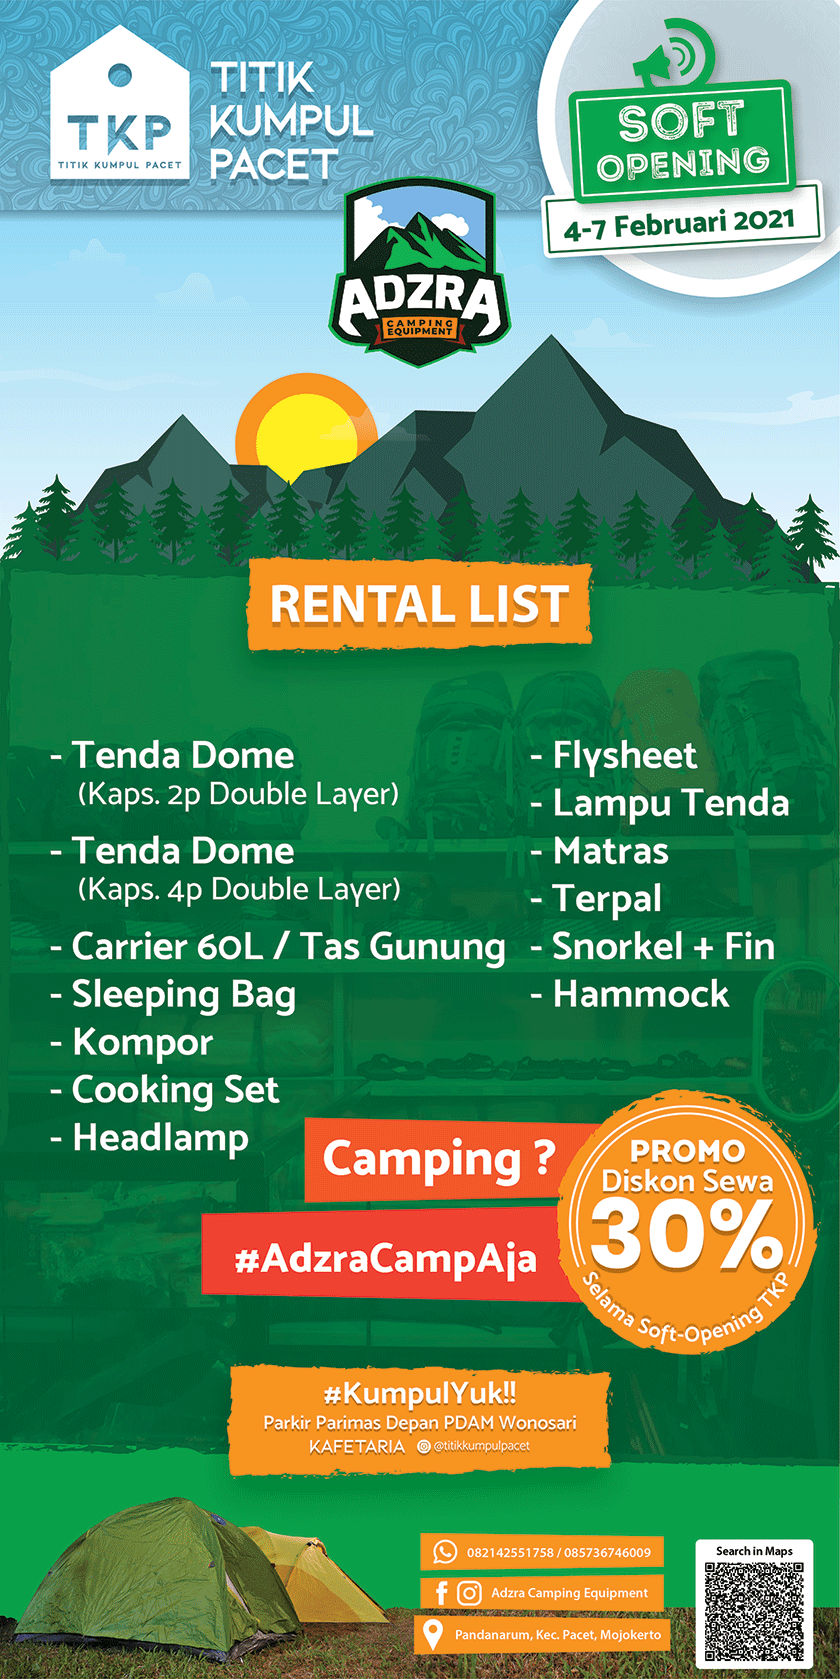 TKP
TITIK KUMPUL PACET
TITIK
KUMPUL
PACET
SOFT
OPENING
4-7 Februari 2021
ADZRA
CAMPING
EQUIPMENT
RENTAL LIST
- Tenda Dome
(Kaps. 2p Double Layer)
- Tenda Dome
(Kaps. 4p Double Layer)
- Carrier 60L / Tas Gunung
- Sleeping Bag
- Kompor
- Cooking Set
- Headlamp
- Flysheet
- Lampu Tenda
- Matras
- Terpal
- Snorkel + Fin
- Hammock
Camping ?
#AdzraCampAja
PROMO
Diskon Sewa
30%
Selama Soft-Opening TKP
#KumpulYuk!!
Parkir Parimas Depan PDAM Wonosari
KAFETARIA @titikkumpulpacet
082142551758 / 085736746009
Adzra Camping Equipment
Pandanarum, Kec. Pacet, Mojokerto
Search in Maps